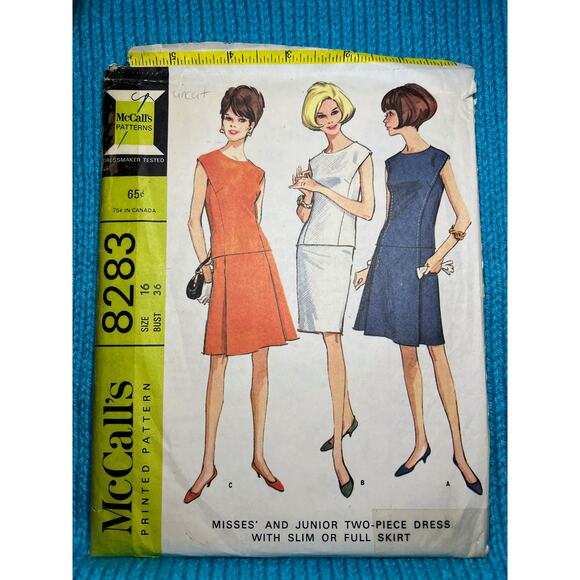 uncut
McCall's
PATTERNS
DRESSMAKER TESTED
65¢
75¢ IN CANADA
8283
SIZE 16
BUST 36
McCall's
PRINTED PATTERN
C
B
A
MISSES' AND JUNIOR TWO-PIECE DRESS
WITH SLIM OR FULL SKIRT